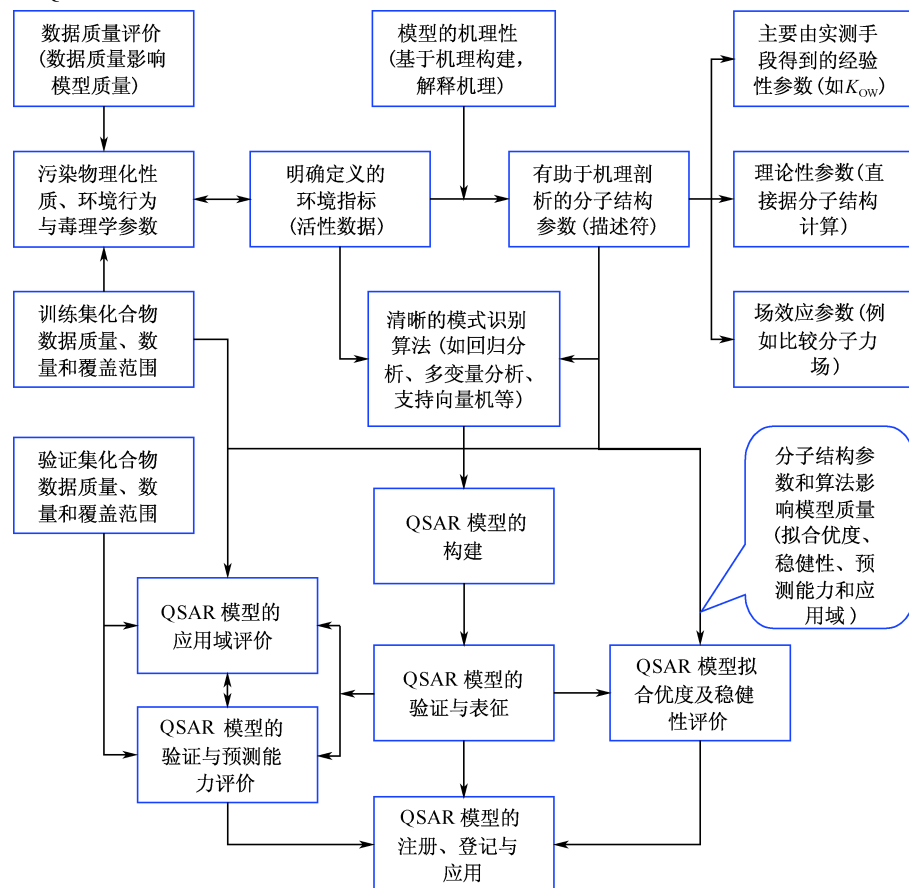 数据质量评价
(数据质量影响
模型质量)
模型的机理性
(基于机理构建,
解释机理)
主要由实测手
段得到的经验
性参数(如KOW)
污染物理化性
质、环境行为
与毒理学参数
明确定义的
环境指标
(活性数据)
有助于机理剖
析的分子结构
参数(描述符)
理论性参数(直
接据分子结构
计算)
训练集化合物
数据质量、数
量和覆盖范围
清晰的模式识别
算法(如回归分
析、多变量分析、
支持向量机等)
场效应参数(例
如比较分子力
场)
验证集化合物
数据质量、数
量和覆盖范围
QSAR 模型的
构建
分子结构参
数和算法影
响模型质量
(拟合优度、
稳健性、预
测能力和应
用域)
QSAR 模型的
应用域评价
QSAR 模型的
验证与表征
QSAR 模型拟
合优度及稳健
性评价
QSAR 模型的
验证与预测能
力评价
QSAR 模型的
注册、登记与
应用